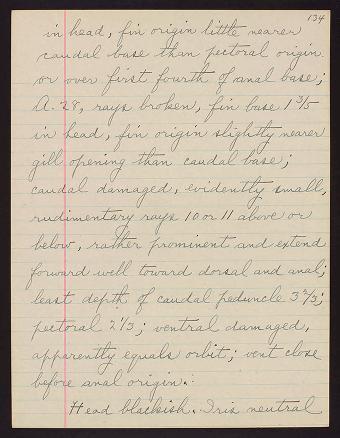 134
in head, fin origin little nearer
caudal base than pectoral origin
or over first fourth of anal base;
A. 28, rays broken, fin base 1 3/5
in head, fin origin slightly nearer
gill opening than caudal base;
caudal damaged, evidently small,
rudimentary rays 10 or 11 above or
below, rather prominent and extend
forward well toward dorsal and anal;
least depth of caudal peduncle 3 2/3;
pectoral 2 1/3; ventral damaged,
apparently equals orbit; vent close
before anal origin.
Head blackish. Iris neutral